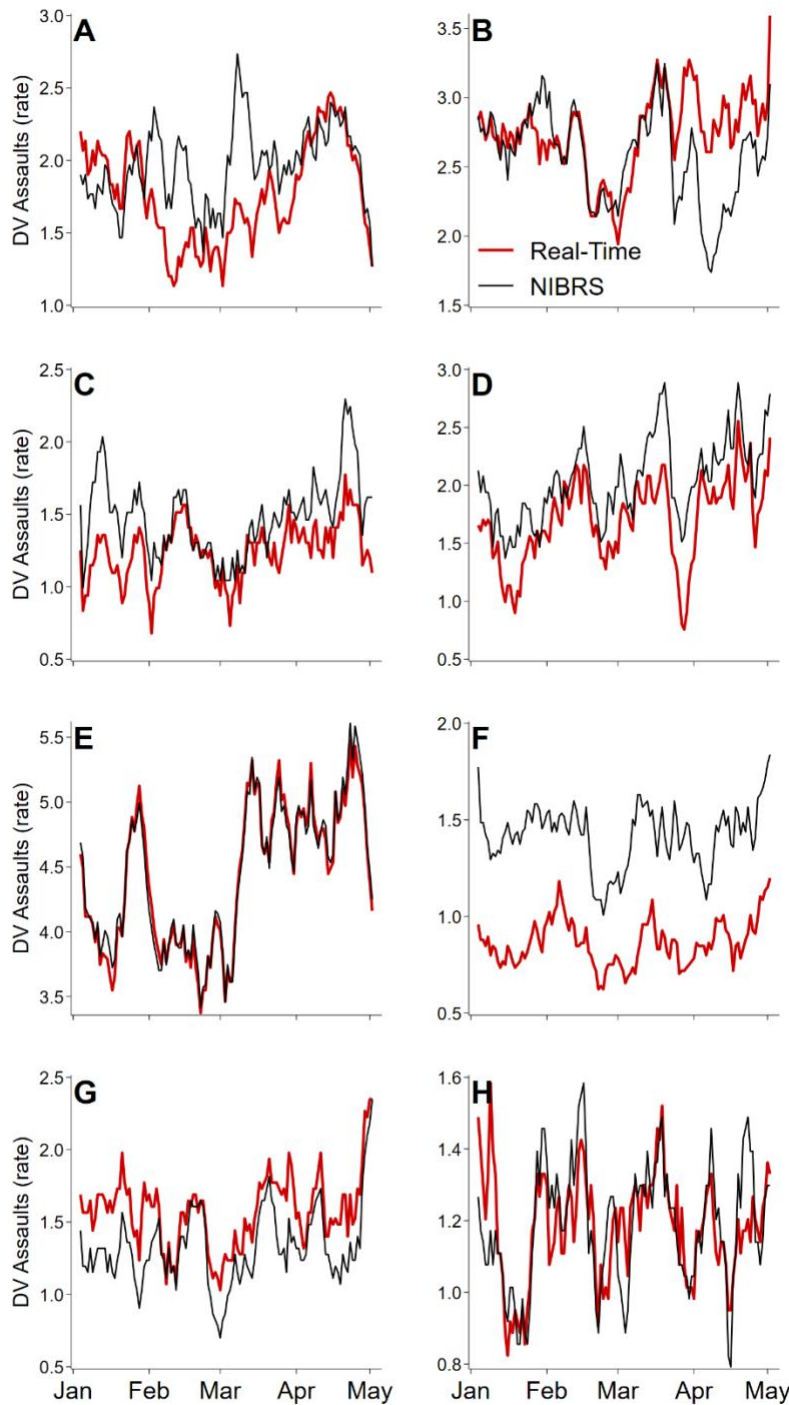 A
DV Assaults (rate)
3.0
2.5
2.0
1.5
1.0
B
3.5
3.0
2.5
2.0
1.5
Real-Time
NIBRS
C
DV Assaults (rate)
2.5
2.0
1.5
1.0
0.5
D
3.0
2.5
2.0
1.5
1.0
0.5
E
DV Assaults (rate)
5.5
5.0
4.5
4.0
3.5
F
2.0
1.5
1.0
0.5
G
DV Assaults (rate)
2.5
2.0
1.5
1.0
0.5
Jan Feb Mar Apr May
H
1.6
1.4
1.2
1.0
0.8
Jan Feb Mar Apr May